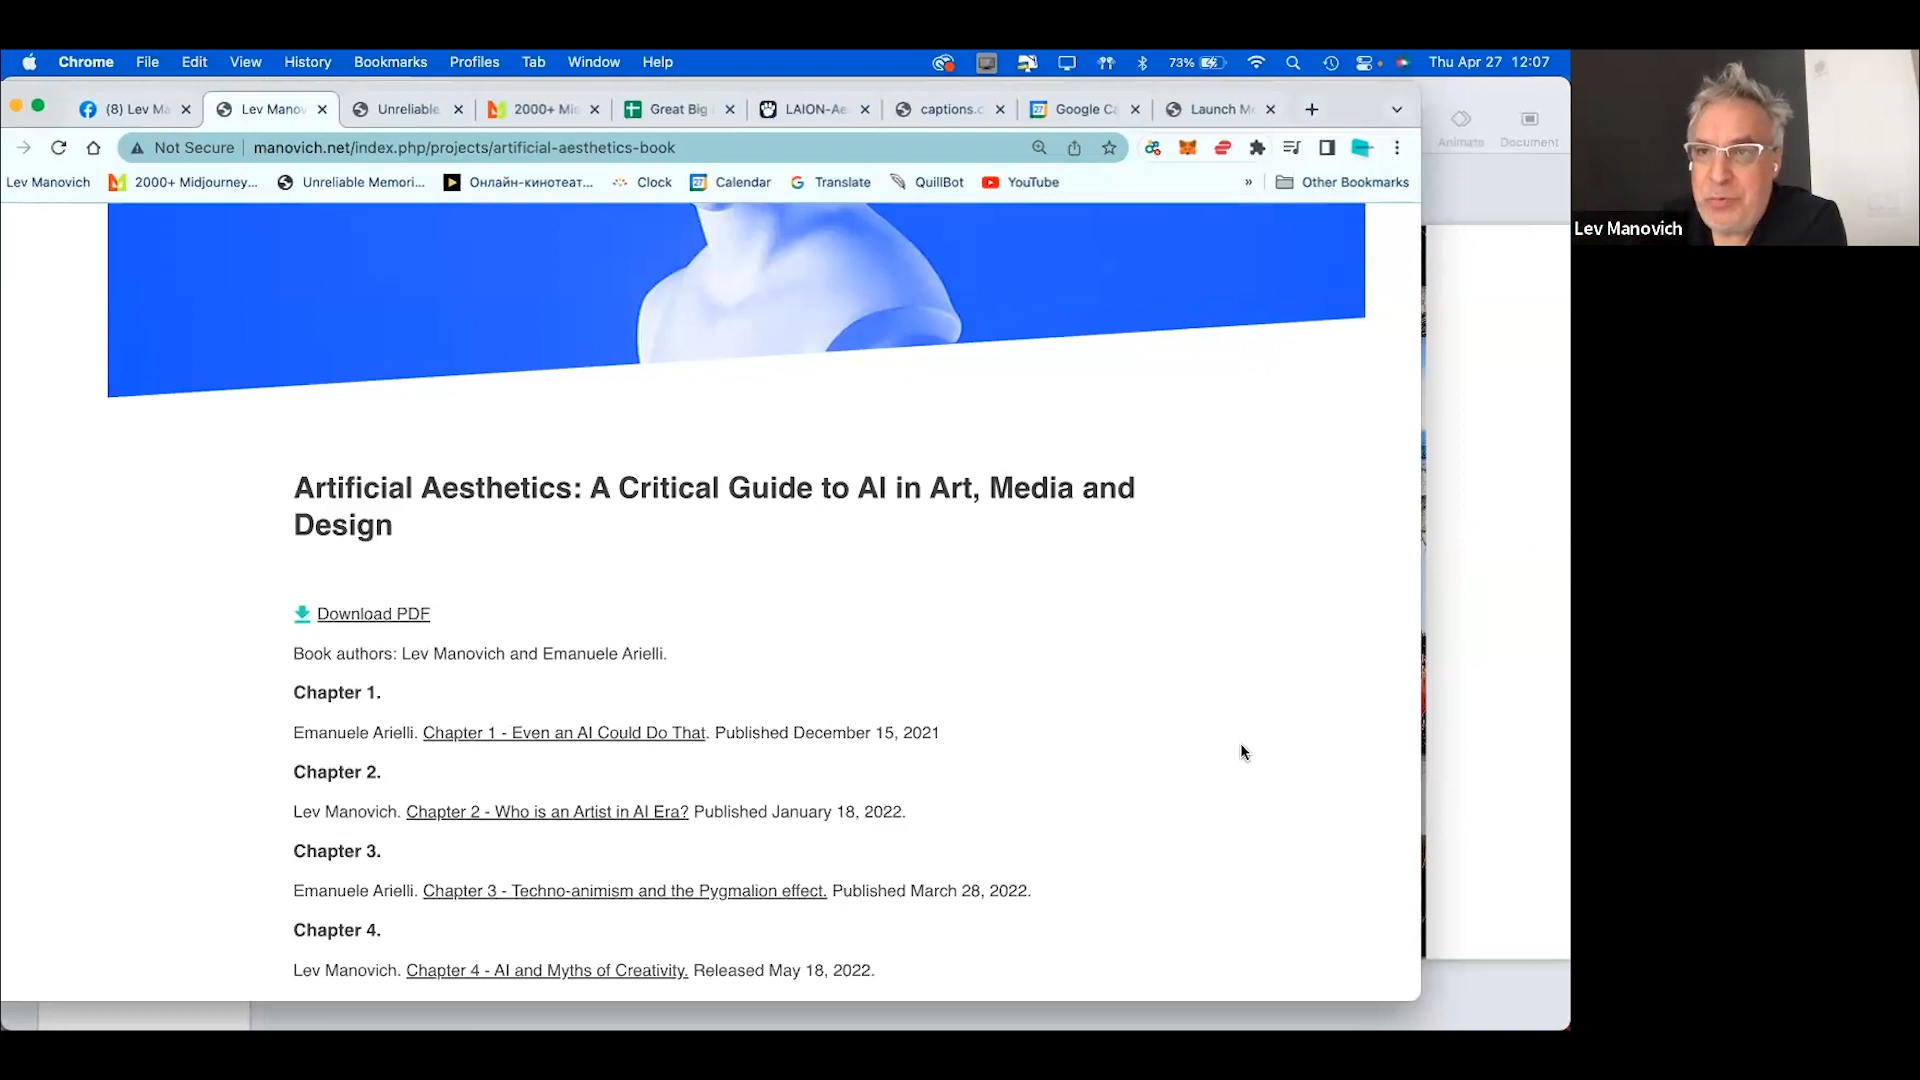 Chrome File Edit View History Bookmarks Profiles Tab Window Help 73% Thu Apr 27 12:07
(8) Lev Ma Lev Manov Unreliable 2000+ Mid Great Big LAION-Ae captions.c Google Ca Launch Me
Animate Document
Not Secure manovich.net/index.php/projects/artificial-aesthetics-book
Lev Manovich 2000+ Midjourney... Unreliable Memori... Онлайн-кинотеат... Clock 27 Calendar Translate QuillBot YouTube » Other Bookmarks
Lev Manovich
Artificial Aesthetics: A Critical Guide to AI in Art, Media and
Design
Download PDF
Book authors: Lev Manovich and Emanuele Arielli.
Chapter 1.
Emanuele Arielli. Chapter 1 - Even an AI Could Do That. Published December 15, 2021
Chapter 2.
Lev Manovich. Chapter 2 - Who is an Artist in AI Era? Published January 18, 2022.
Chapter 3.
Emanuele Arielli. Chapter 3 - Techno-animism and the Pygmalion effect. Published March 28, 2022.
Chapter 4.
Lev Manovich. Chapter 4 - AI and Myths of Creativity. Released May 18, 2022.